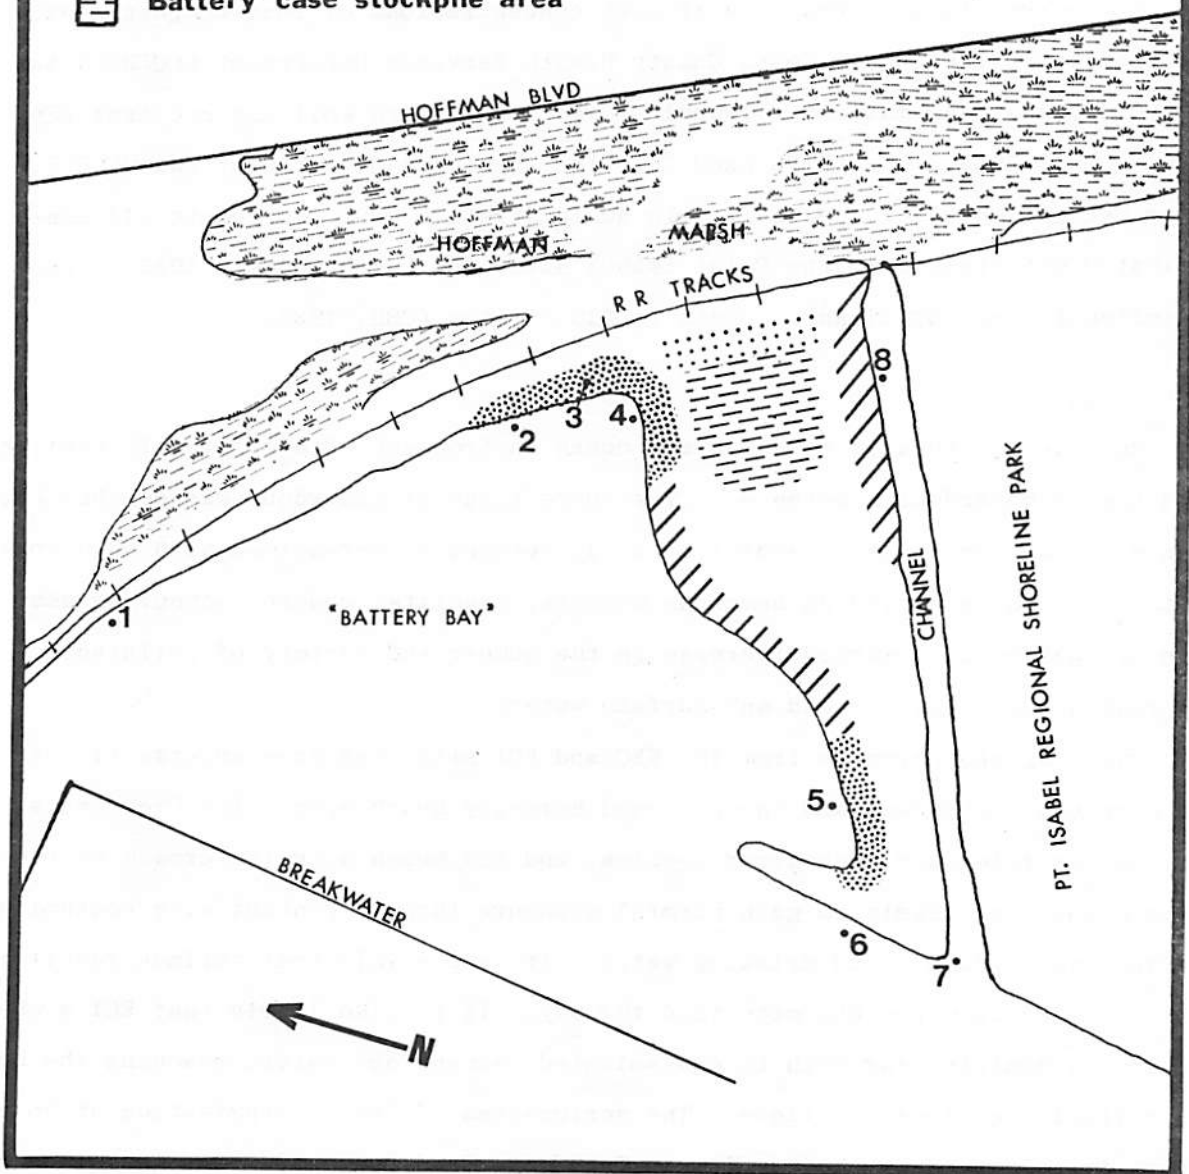 Battery case stockpile area
HOFFMAN BLVD
HOFFMAN MARSH
RR TRACKS
8
3
4
2
PT. ISABEL REGIONAL SHORELINE PARK
CHANNEL
1
"BATTERY BAY"
5
BREAKWATER
6
7
N